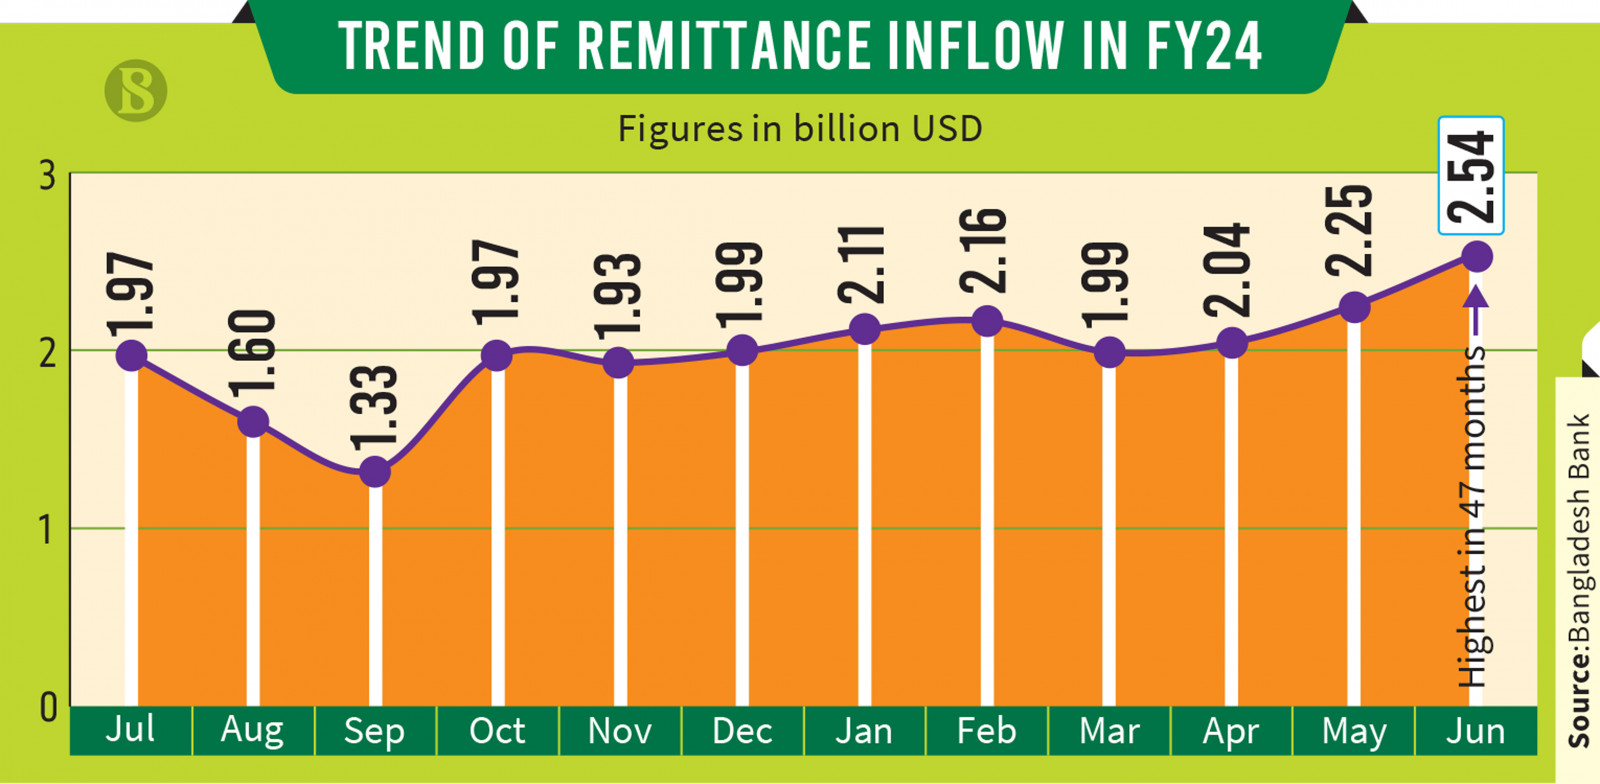 TREND OF REMITTANCE INFLOW IN FY24
B
Figures in billion USD
3
2
1
0
1.97
1.60
1.33
1.97
1.93
1.99
2.11
2.16
1.99
2.04
2.25
2.54
Highest in 47 months
Jul
Aug
Sep
Oct
Nov
Dec
Jan
Feb
Mar
Apr
May
Jun
Source:Bangladesh Bank